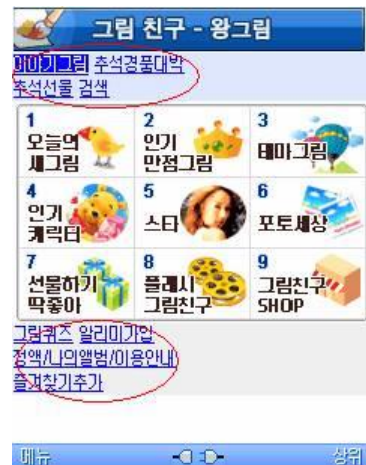 그림 친구 - 왕그림
이야기그림 추석경품대박
추석선물 검색
1
오늘의
새그림
2
인기
만점그림
3
테마그림
4
인기
캐릭터
5
스타
6
포토세상
7
선물하기
딱좋아
8
플래시
그림친구
9
그림친구
SHOP
그림퀴즈 알리미가입
정액/나의앨범/이용안내
즐겨찾기추가
메뉴
상위